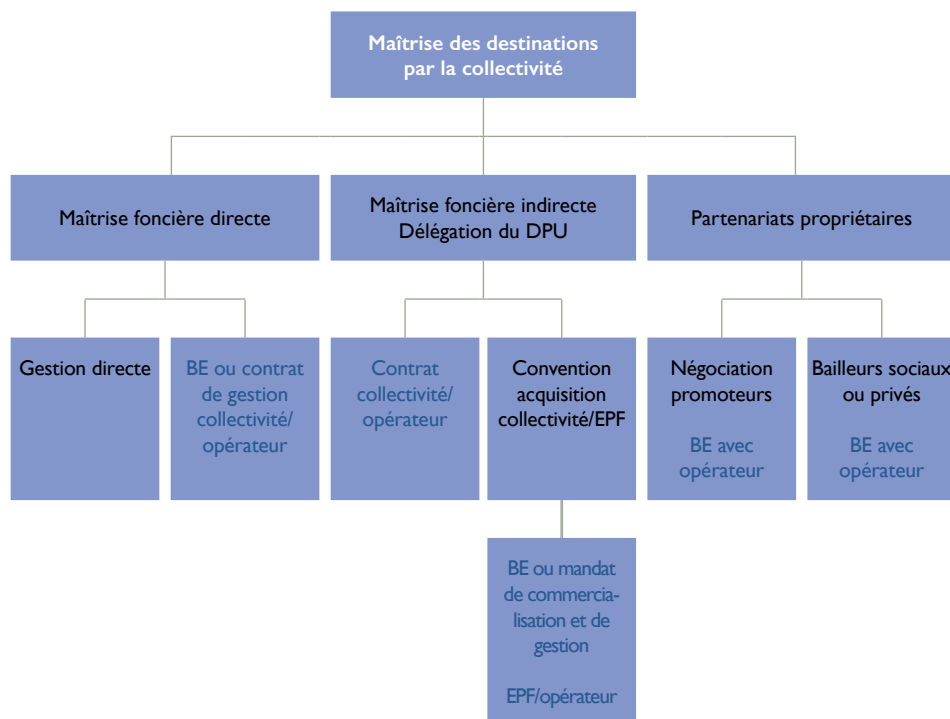 Maîtrise des destinations
par la collectivité
Maîtrise foncière directe
Maîtrise foncière indirecte
Délégation du DPU
Partenariats propriétaires
Gestion directe
BE ou contrat
de gestion
collectivité/
opérateur
Contrat
collectivité/
opérateur
Convention
acquisition
collectivité/EPF
Négociation
promoteurs
BE avec
opérateur
Bailleurs sociaux
ou privés
BE avec
opérateur
BE ou mandat
de commercia-
lisation et de
gestion
EPF/opérateur